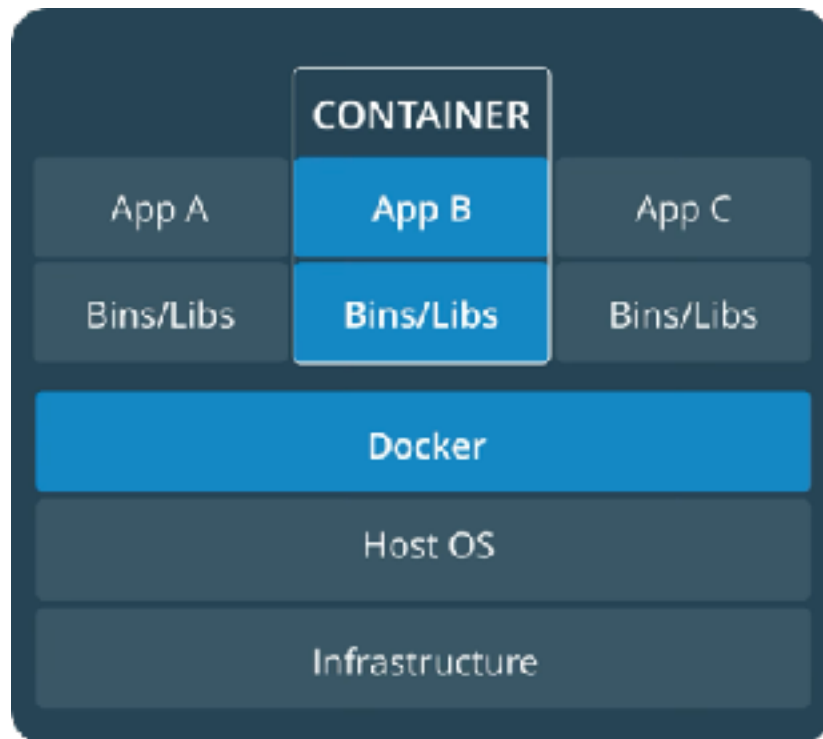 CONTAINER
App A
App B
App C
Bins/Libs
Bins/Libs
Bins/Libs
Docker
Host OS
Infrastructure